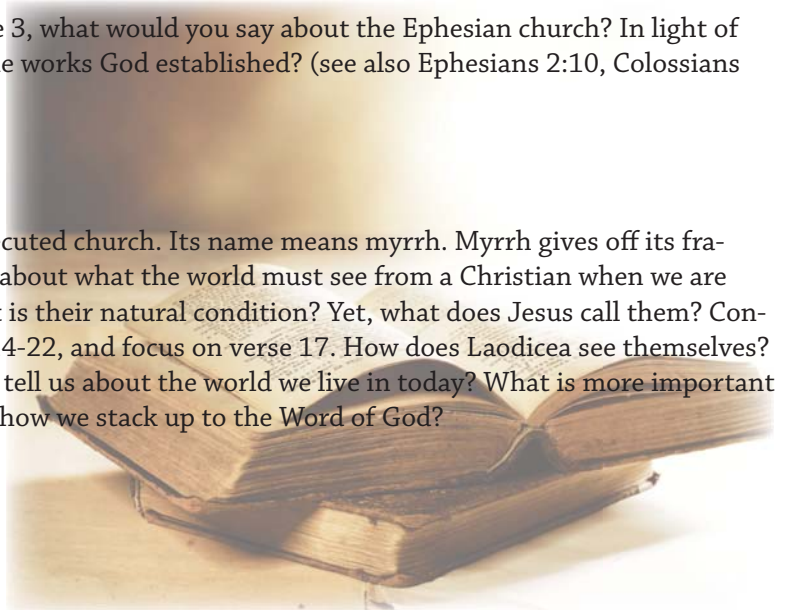 e 3, what would you say about the Ephesian church? In light of
e works God established? (see also Ephesians 2:10, Colossians
cuted church. Its name means myrrh. Myrrh gives off its fra-
about what the world must see from a Christian when we are
t is their natural condition? Yet, what does Jesus call them? Con-
4-22, and focus on verse 17. How does Laodicea see themselves?
tell us about the world we live in today? What is more important
how we stack up to the Word of God?